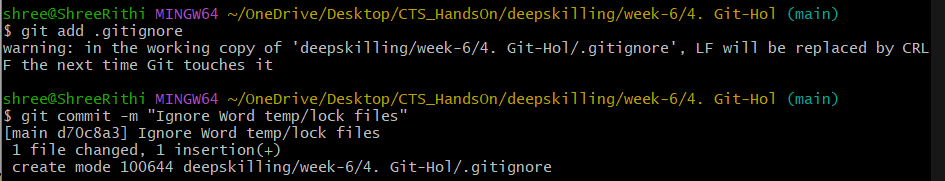 shree@ShreeRithi MINGW64 ~/OneDrive/Desktop/CTS_HandsOn/deepskilling/week-6/4. Git-Hol (main)
$ git add .gitignore
warning: in the working copy of 'deepskilling/week-6/4. Git-Hol/.gitignore', LF will be replaced by CRL
F the next time Git touches it
shree@ShreeRithi MINGW64 ~/OneDrive/Desktop/CTS_HandsOn/deepskilling/week-6/4. Git-Hol (main)
$ git commit -m "Ignore Word temp/lock files"
[main d70c8a3] Ignore Word temp/lock files
 1 file changed, 1 insertion(+)
 create mode 100644 deepskilling/week-6/4. Git-Hol/.gitignore